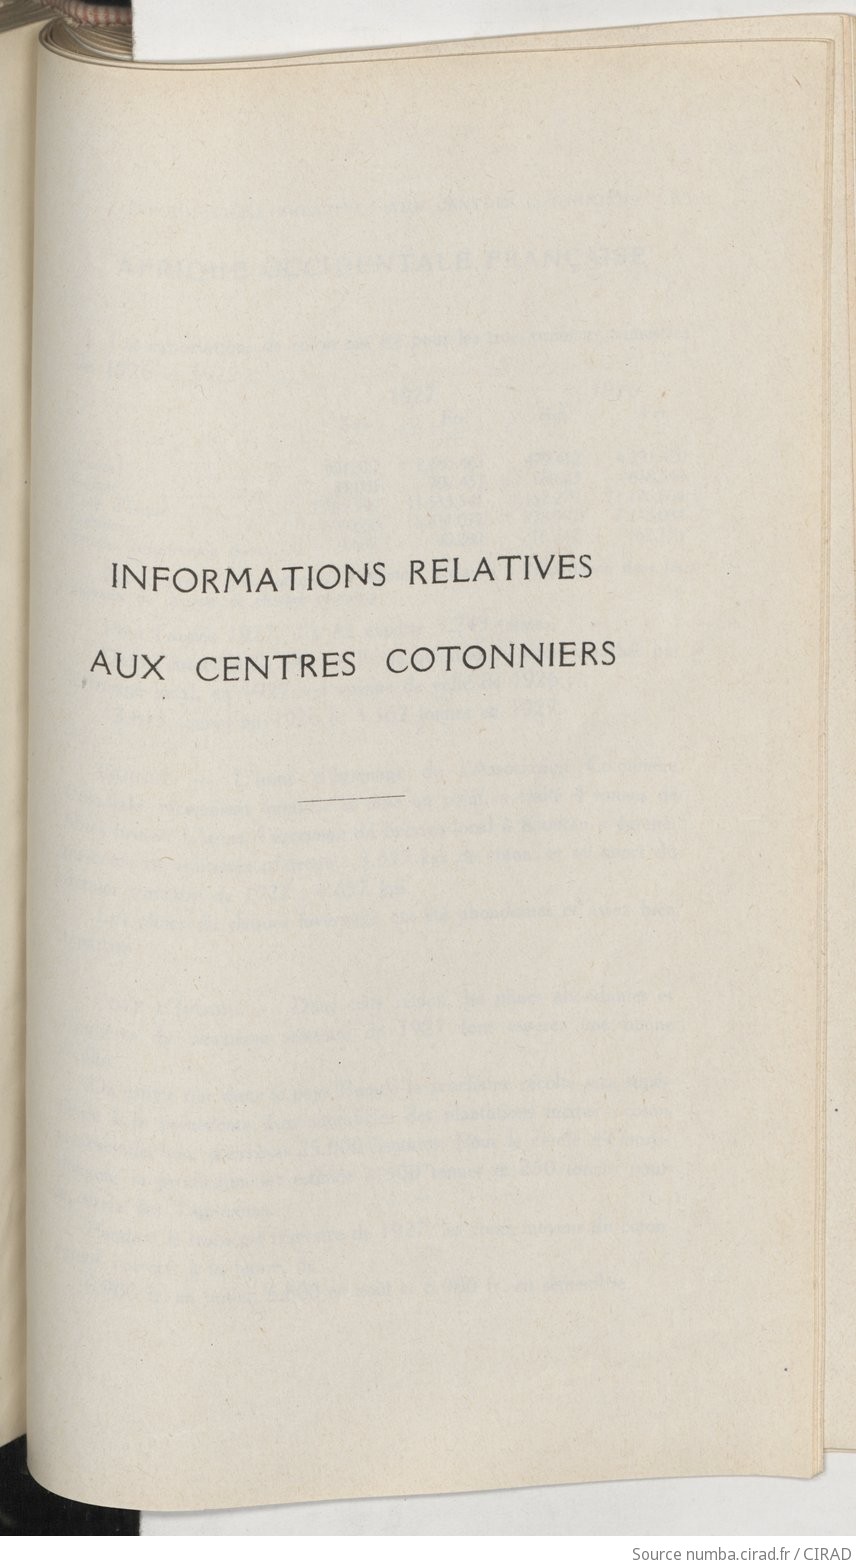 INFORMATIONS RELATIVES
AUX CENTRES COTONNIERS
Source numba.cirad.fr / CIRAD